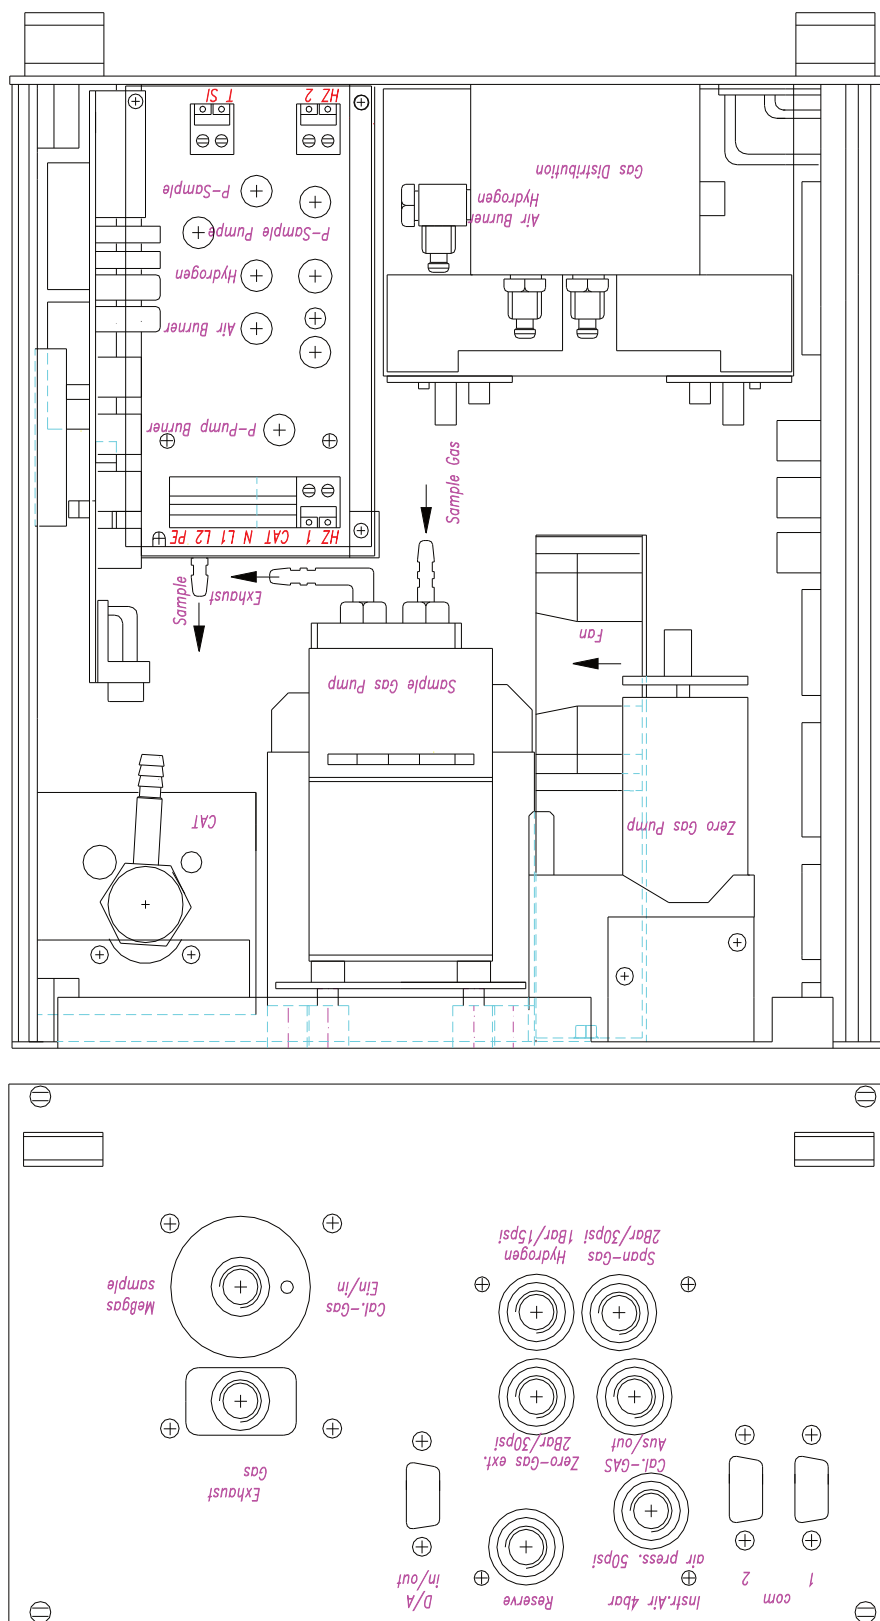 T SI
HZ 2
P-Sample
P-Sample Pumpe
Hydrogen
Air Burner
P-Pump Burner
HZ 1 CAT N L1 L2 PE
Gas Distribution
Hydrogen
Air Burner
Sample Gas
Sample
Exhaust
Fan
Sample Gas Pump
Zero Gas Pump
CAT
Hydrogen
1Bar/15psi
Span-Gas
2Bar/30psi
Meßgas
sample
Cal.-Gas
Ein/in
Zero-Gas ext.
2Bar/30psi
Cal.-GAS
Aus/out
Exhaust
Gas
D/A
in/out
Reserve
Instr.Air 4bar
air press. 50psi
com
1
2